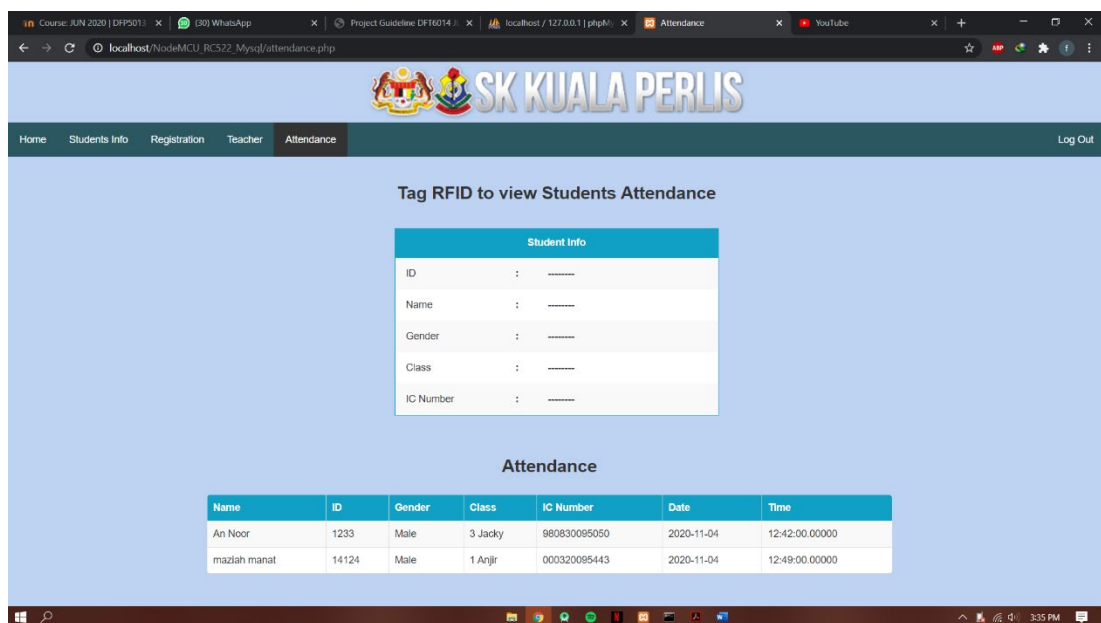 Course: JUN 2020 | DFP5013
(30) WhatsApp
Project Guideline DFT6014
localhost / 127.0.0.1 | phpMy
Attendance
YouTube
localhost/NodeMCU_RC522_Mysql/attendance.php
ABP
SK KUALA PERLIS
Home Students Info Registration Teacher Attendance Log Out
Tag RFID to view Students Attendance
Student Info
ID : --------
Name : --------
Gender : --------
Class : --------
IC Number : --------
Attendance
Name ID Gender Class IC Number Date Time
An Noor 1233 Male 3 Jacky 980830095050 2020-11-04 12:42:00.00000
maziah manat 14124 Male 1 Anjir 000320095443 2020-11-04 12:49:00.00000
3:35 PM